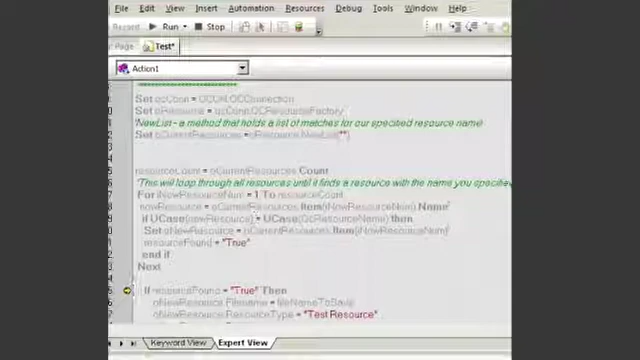 File Edit View Insert Automation Resources Debug Tools Window Help
Record Run Stop
Page Test*
Action1
Set qcConn = QCUtil.QCConnection
Set oResource = qcConn.QCResourceFactory
'NewList - a method that holds a list of matches for our specified resource name)
Set oCurrentResources = oResource.NewList("")
resourceCount = oCurrentResources.Count
'This will loop through all resources until it finds a resource with the name you specified
For iNowResourceNum = 1 To resourceCount
nowResource = oCurrentResources.Item(iNowResourceNum).Name
if UCase(nowResource) = UCase(QCResourceName) then
Set oNewResource = oCurrentResources.Item(iNowResourceNum)
resourceFound = "True"
end if
Next
If resourceFound = "True" Then
oNewResource.Filename = fileNameToSave
oNewResource.ResourceType = "Test Resource"
Keyword View Expert View